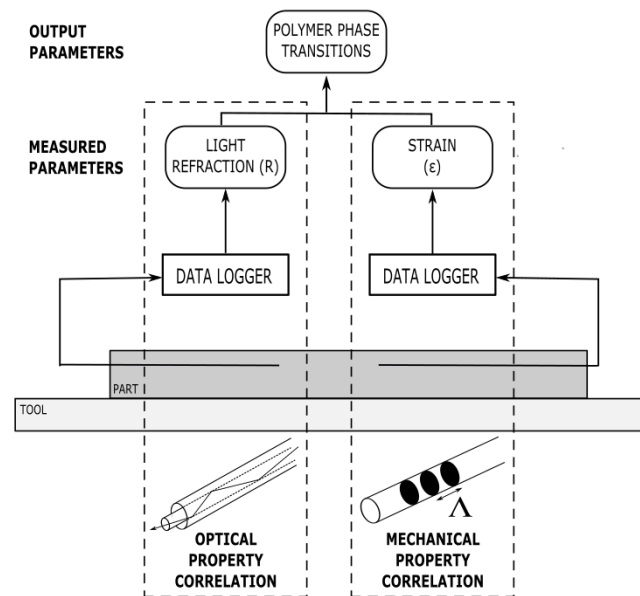 OUTPUT
PARAMETERS
POLYMER PHASE
TRANSITIONS
MEASURED
PARAMETERS
LIGHT
REFRACTION (R)
STRAIN
(ε)
DATA LOGGER
DATA LOGGER
PART
TOOL
Λ
OPTICAL
PROPERTY
CORRELATION
MECHANICAL
PROPERTY
CORRELATION